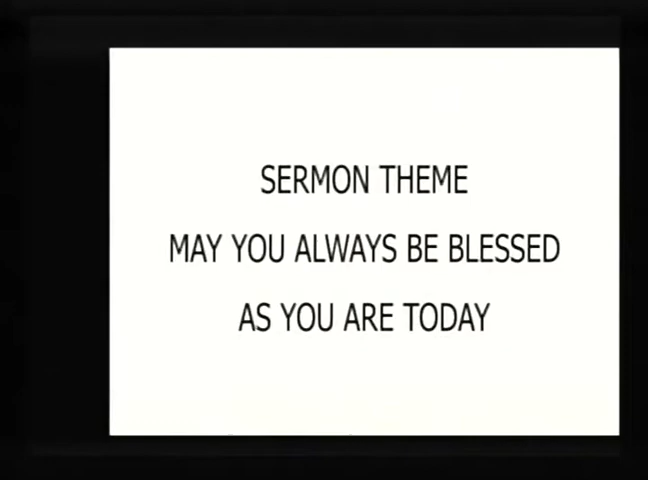 SERMON THEME
MAY YOU ALWAYS BE BLESSED
AS YOU ARE TODAY